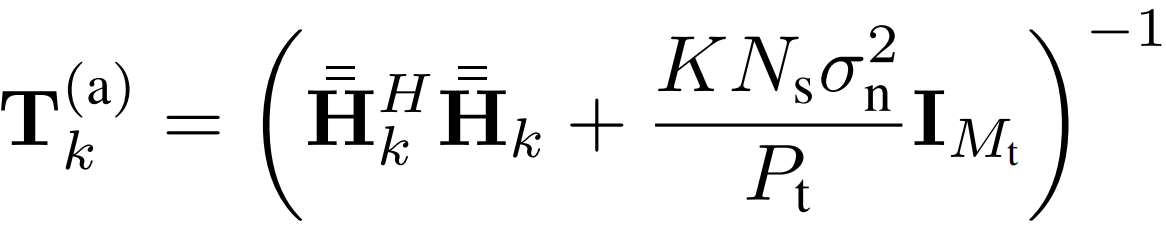 $\mathbf{T}_k^{(\mathrm{a})} = \left( \bar{\bar{\mathbf{H}}}_k^H \bar{\bar{\mathbf{H}}}_k + \frac{K N_{\mathrm{s}} \sigma_{\mathrm{n}}^2}{P_{\mathrm{t}}} \mathbf{I}_{M_{\mathrm{t}}} \right)^{-1}$